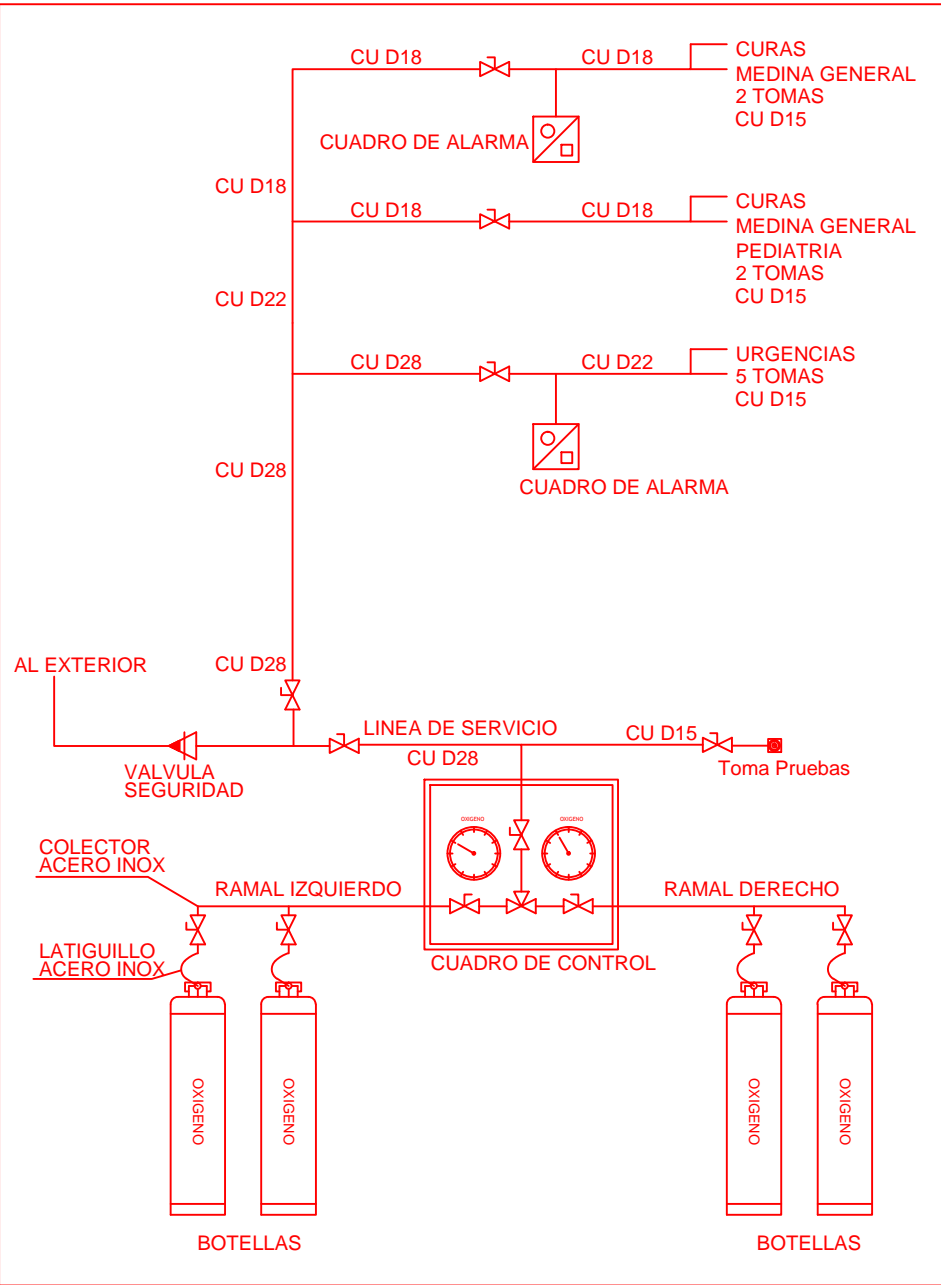 CU D18
CU D18
CURAS
MEDINA GENERAL
2 TOMAS
CU D15
CUADRO DE ALARMA
CU D18
CU D18
CU D18
CURAS
MEDINA GENERAL
PEDIATRIA
2 TOMAS
CU D15
CU D22
CU D28
CU D22
URGENCIAS
5 TOMAS
CU D15
CU D28
CUADRO DE ALARMA
AL EXTERIOR
CU D28
LINEA DE SERVICIO
CU D28
CU D15
Toma Pruebas
VALVULA
SEGURIDAD
OXIGENO
OXIGENO
COLECTOR
ACERO INOX
RAMAL IZQUIERDO
RAMAL DERECHO
LATIGUILLO
ACERO INOX
CUADRO DE CONTROL
OXIGENO
OXIGENO
OXIGENO
OXIGENO
BOTELLAS
BOTELLAS